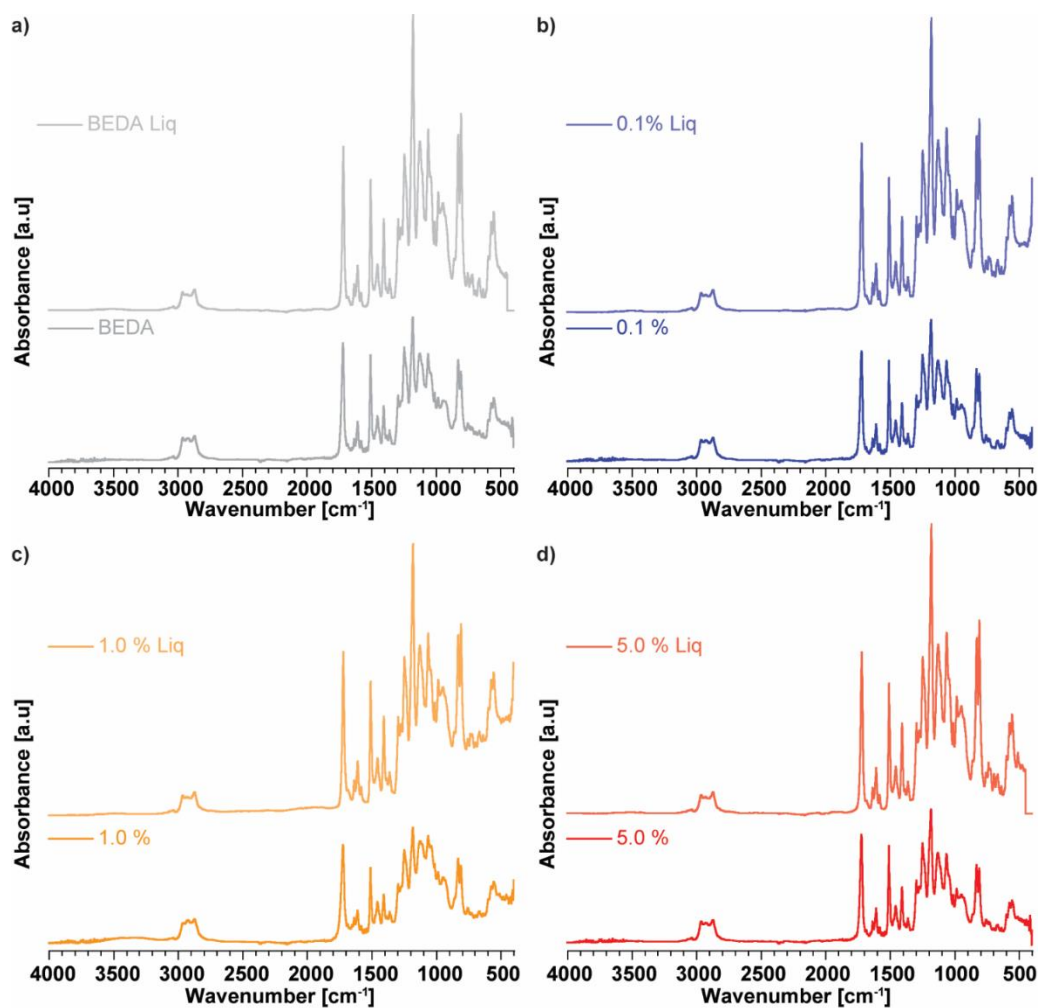 a)
BEDA Liq
BEDA
Absorbance [a.u]
4000 3500 3000 2500 2000 1500 1000 500
Wavenumber [cm⁻¹]
b)
0.1% Liq
0.1 %
Absorbance [a.u]
4000 3500 3000 2500 2000 1500 1000 500
Wavenumber [cm⁻¹]
c)
1.0 % Liq
1.0 %
Absorbance [a.u]
4000 3500 3000 2500 2000 1500 1000 500
Wavenumber [cm⁻¹]
d)
5.0 % Liq
5.0 %
Absorbance [a.u]
4000 3500 3000 2500 2000 1500 1000 500
Wavenumber [cm⁻¹]